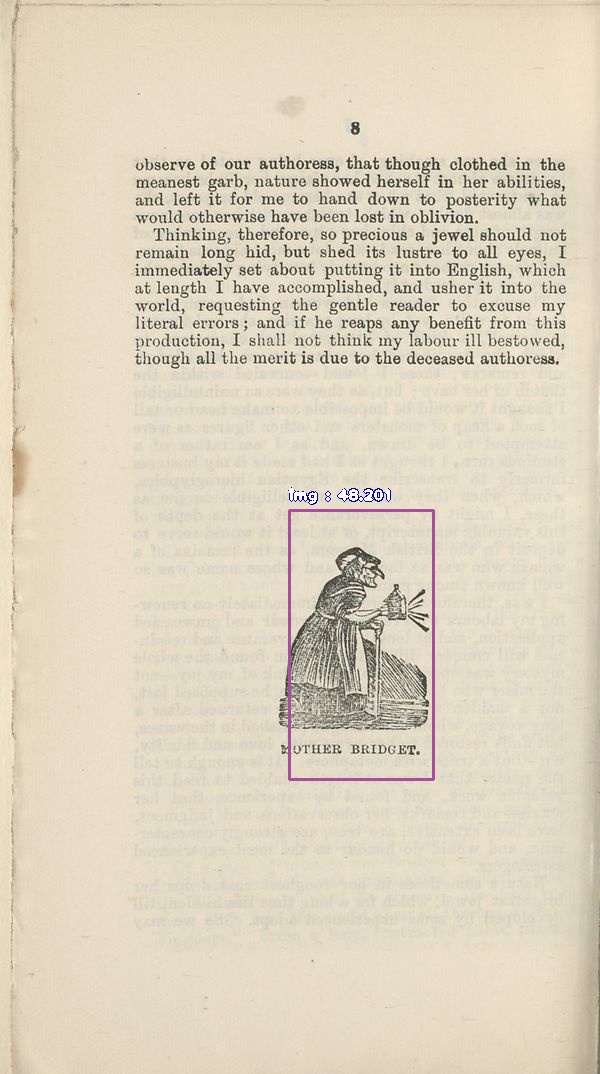 8
observe of our authoress, that though clothed in the
meanest garb, nature showed herself in her abilities,
and left it for me to hand down to posterity what
would otherwise have been lost in oblivion.
Thinking, therefore, so precious a jewel should not
remain long hid, but shed its lustre to all eyes, I
immediately set about putting it into English, which
at length I have accomplished, and usher it into the
world, requesting the gentle reader to excuse my
literal errors; and if he reaps any benefit from this
production, I shall not think my labour ill bestowed,
though all the merit is due to the deceased authoress.
img : 48.201
MOTHER BRIDGET.